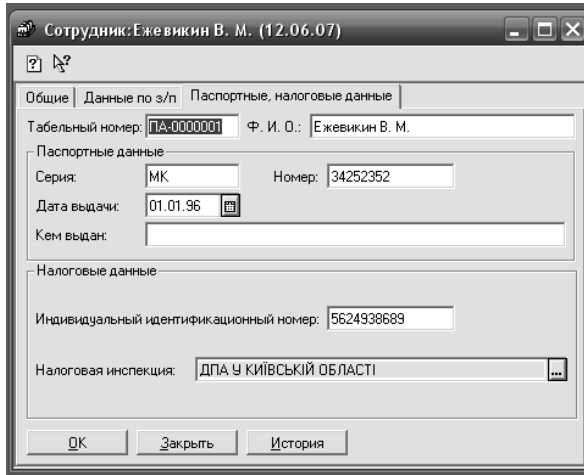 Сотрудник:Ежевикин В. М. (12.06.07)
Общие Данные по з/п Паспортные, налоговые данные
Табельный номер: ПА-0000001 Ф. И. О.: Ежевикин В. М.
Паспортные данные
Серия: МК Номер: 34252352
Дата выдачи: 01.01.96
Кем выдан:
Налоговые данные
Индивидуальный идентификационный номер: 5624938689
Налоговая инспекция: ДПА У КИЇВСЬКІЙ ОБЛАСТІ ...
OK Закрыть История